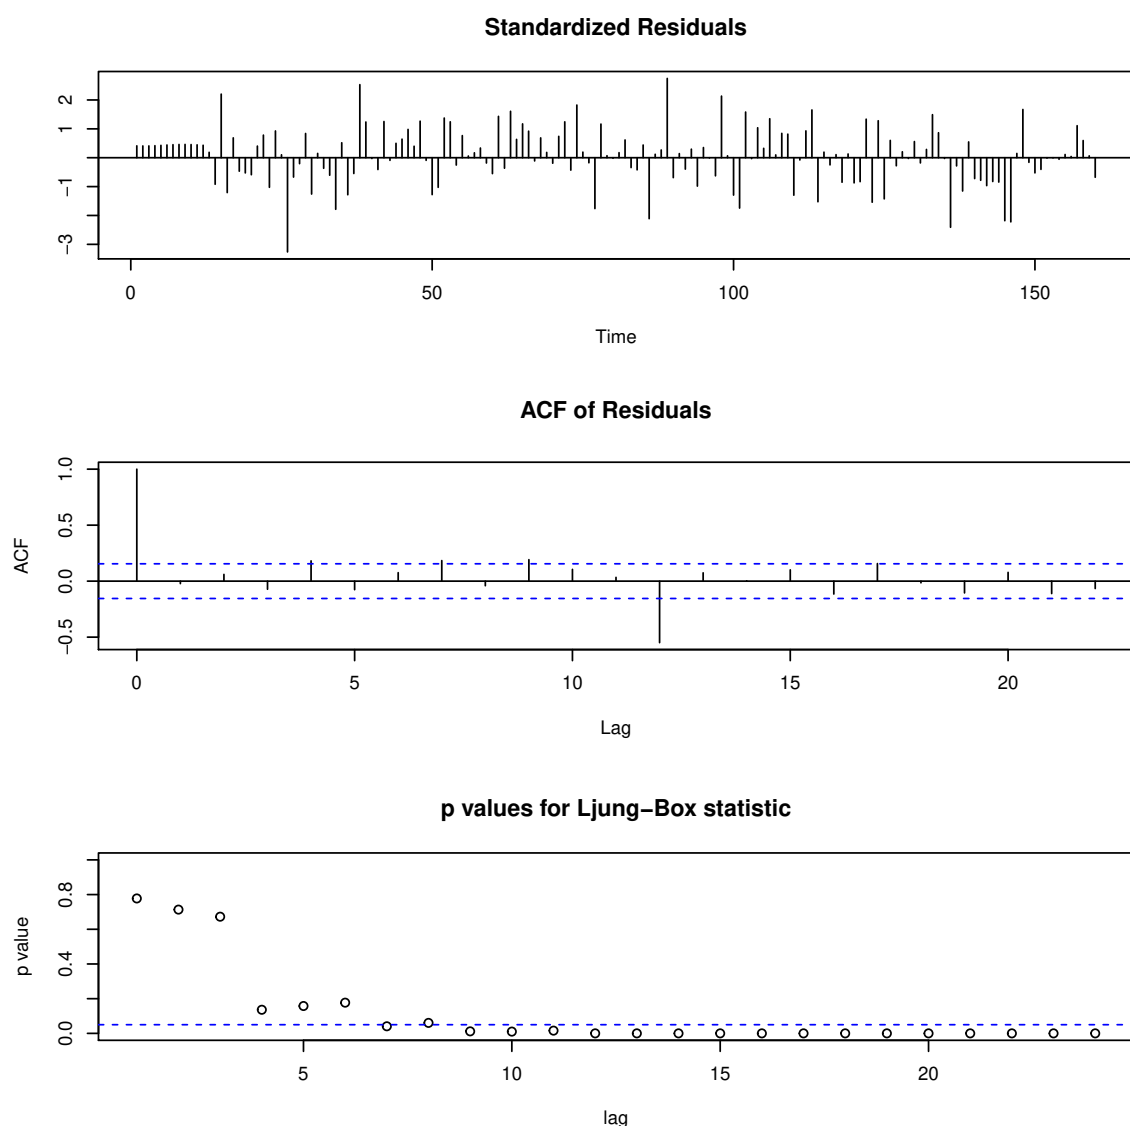 Standardized Residuals
2
1
−1
−3
0 50 100 150
Time
ACF of Residuals
ACF
1.0
0.5
0.0
−0.5
0 5 10 15 20
Lag
p values for Ljung−Box statistic
p value
0.8
0.4
0.0
5 10 15 20
lag